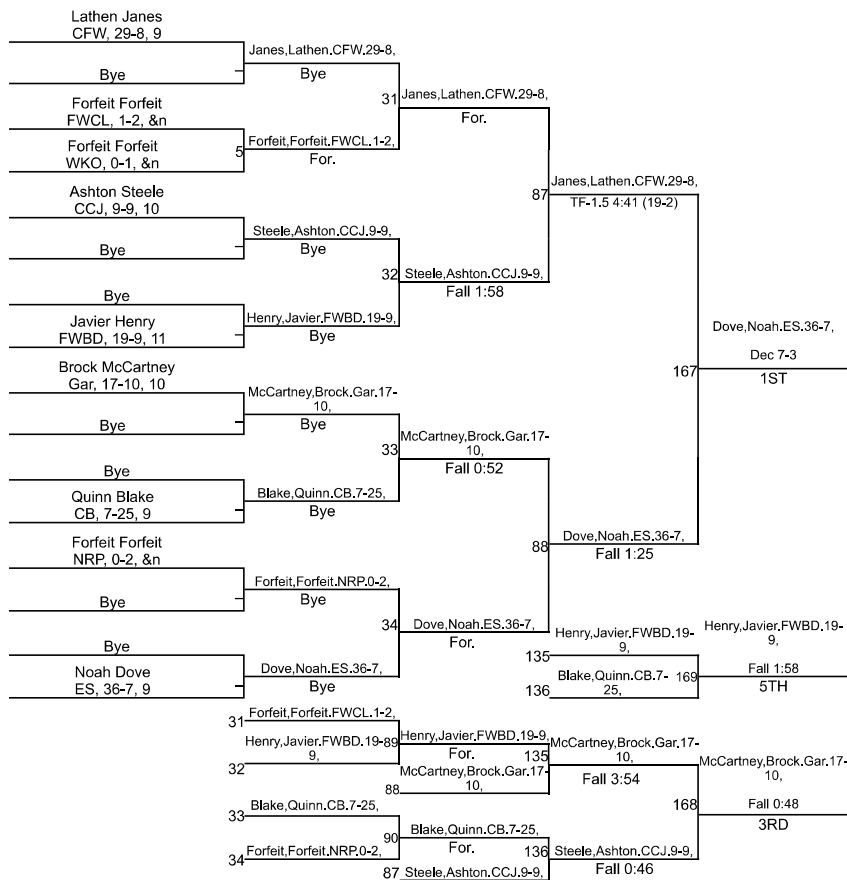 Lathen Janes
CFW, 29-8, 9
Bye
Forfeit Forfeit
FWCL, 1-2, &n
Forfeit Forfeit
WKO, 0-1, &n
Ashton Steele
CCJ, 9-9, 10
Bye
Bye
Javier Henry
FWBD, 19-9, 11
Brock McCartney
Gar, 17-10, 10
Bye
Bye
Quinn Blake
CB, 7-25, 9
Forfeit Forfeit
NRP, 0-2, &n
Bye
Bye
Noah Dove
ES, 36-7, 9
Janes,Lathen.CFW.29-8,
Bye
5
Forfeit,Forfeit.FWCL.1-2,
For.
Steele,Ashton.CCJ.9-9,
Bye
Henry,Javier.FWBD.19-9,
Bye
McCartney,Brock.Gar.17-
10,
Bye
Blake,Quinn.CB.7-25,
Bye
Forfeit,Forfeit.NRP.0-2,
Bye
Dove,Noah.ES.36-7,
Bye
31
Janes,Lathen.CFW.29-8,
For.
32
Steele,Ashton.CCJ.9-9,
Fall 1:58
33
McCartney,Brock.Gar.17-
10,
Fall 0:52
34
Dove,Noah.ES.36-7,
For.
87
Janes,Lathen.CFW.29-8,
TF-1.5 4:41 (19-2)
88
Dove,Noah.ES.36-7,
Fall 1:25
167
Dove,Noah.ES.36-7,
Dec 7-3
1ST
135
Henry,Javier.FWBD.19-
9,
136
Blake,Quinn.CB.7-
25,
169
Henry,Javier.FWBD.19-
9,
Fall 1:58
5TH
31
Forfeit,Forfeit.FWCL.1-2,
32
Henry,Javier.FWBD.19-
9,
89
Henry,Javier.FWBD.19-9,
For.
88
McCartney,Brock.Gar.17-
10,
135
McCartney,Brock.Gar.17-
10,
Fall 3:54
33
Blake,Quinn.CB.7-25,
34
Forfeit,Forfeit.NRP.0-2,
90
Blake,Quinn.CB.7-25,
For.
87
Steele,Ashton.CCJ.9-9,
136
Steele,Ashton.CCJ.9-9,
Fall 0:46
168
McCartney,Brock.Gar.17-
10,
Fall 0:48
3RD